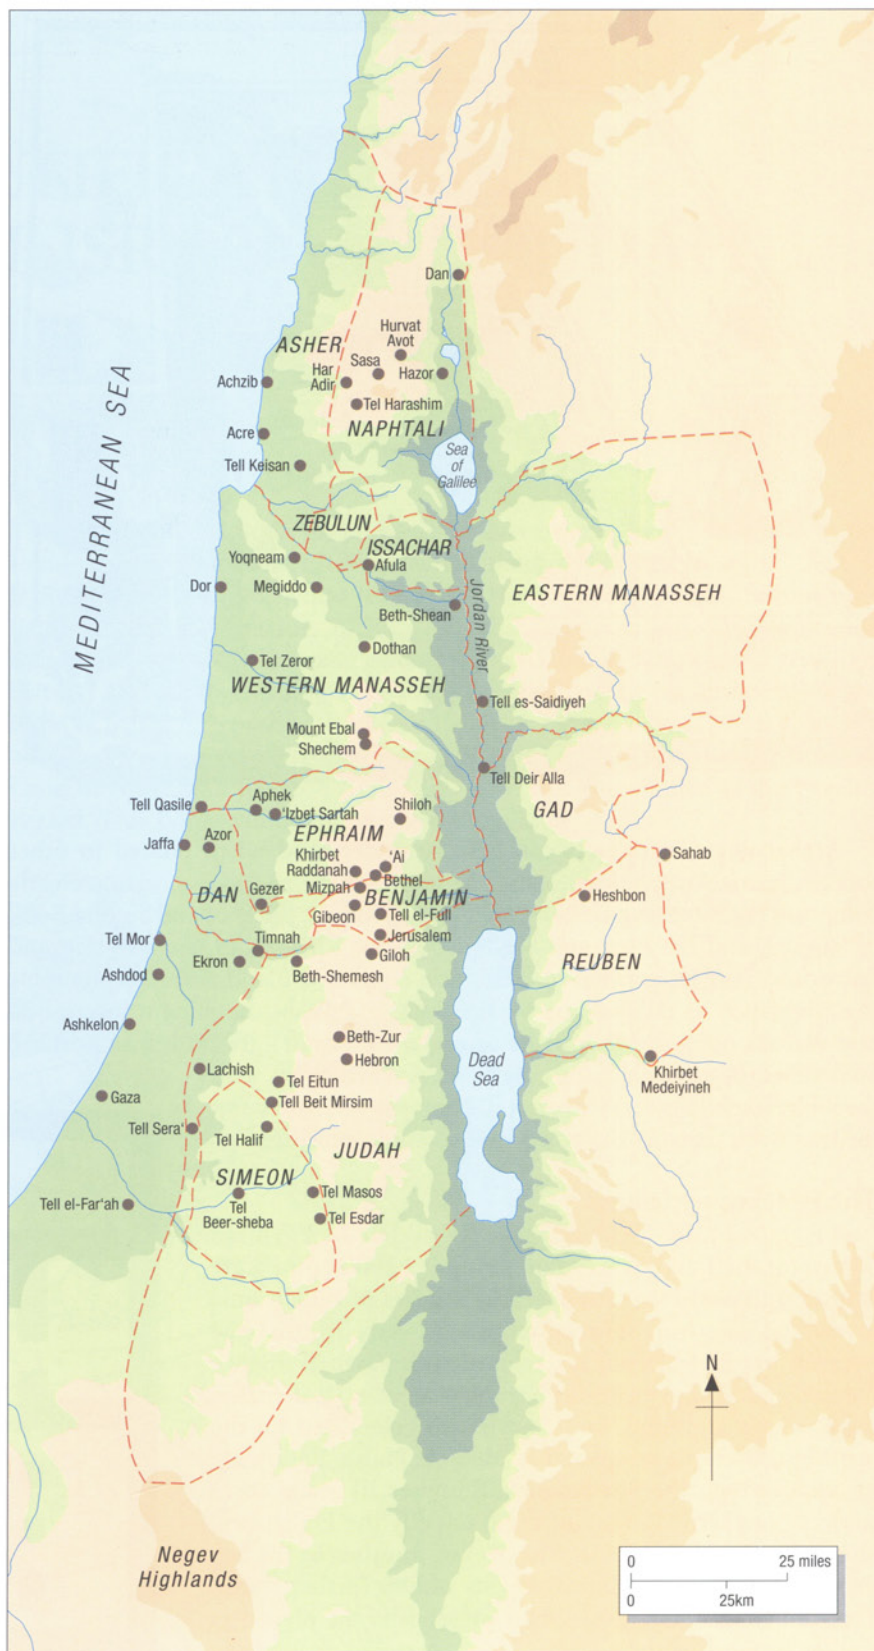 Dan
Hurvat
Avot
ASHER
Sasa
Har
Adir
Hazor
Achzib
Tel Harashim
NAPHTALI
Acre
Sea
of
Galilee
Tell Keisan
MEDITERRANEAN SEA
ZEBULUN
ISSACHAR
Yoqneam
Afula
Dor
Megiddo
EASTERN MANASSEH
Beth-Shean
Jordan River
Dothan
Tel Zeror
WESTERN MANASSEH
Tell es-Saidiyeh
Mount Ebal
Shechem
Tell Deir Alla
Tell Qasile
Aphek
'Izbet Sartah
Shiloh
GAD
EPHRAIM
Jaffa
Azor
Khirbet
Raddanah
'Ai
Sahab
Bethel
Mizpah
DAN
Gezer
BENJAMIN
Heshbon
Gibeon
Tell el-Full
Tel Mor
Timnah
Jerusalem
Giloh
Ekron
Beth-Shemesh
REUBEN
Ashdod
Ashkelon
Beth-Zur
Hebron
Dead
Sea
Khirbet
Medeiyineh
Lachish
Tel Eitun
Gaza
Tell Beit Mirsim
Tell Sera'
Tel Halif
JUDAH
SIMEON
Tel Masos
Tell el-Far'ah
Tel
Beer-sheba
Tel Esdar
N
Negev
Highlands
0 25 miles
0 25km